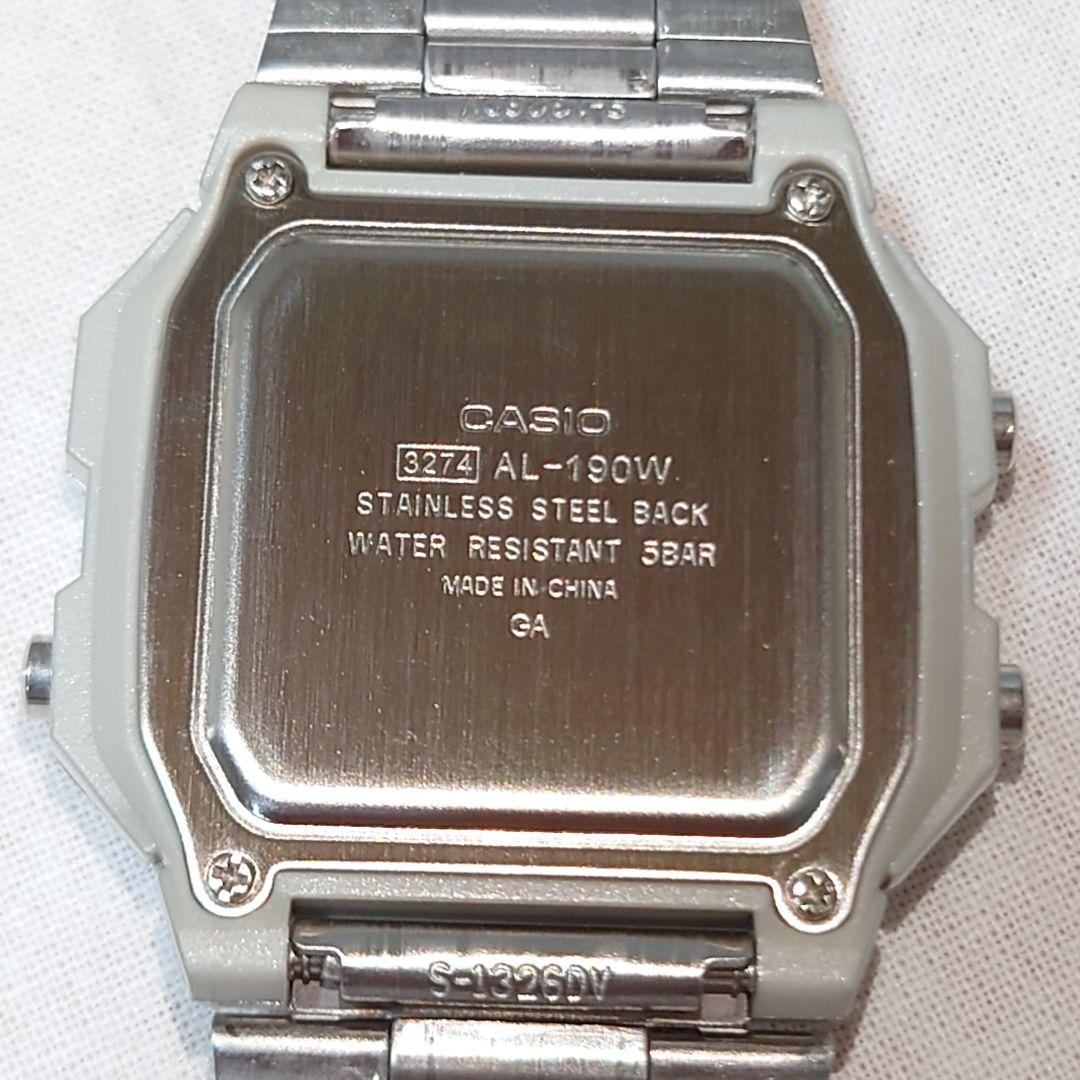 CASIO
3274 AL-190W
STAINLESS STEEL BACK
WATER RESISTANT 5BAR
MADE IN CHINA
GA
S-1326DV